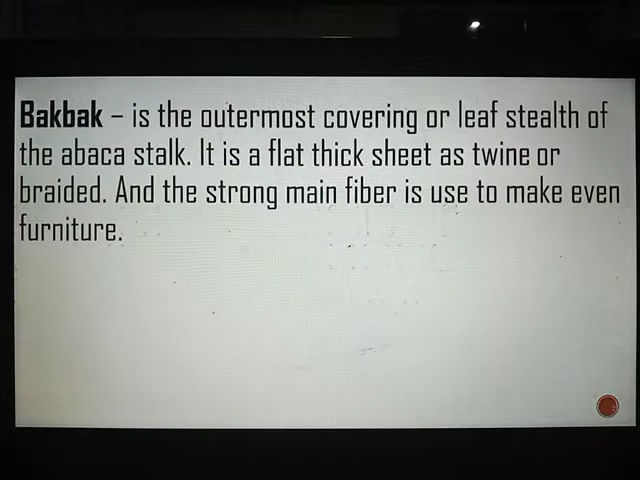 Bakbak – is the outermost covering or leaf stealth of
the abaca stalk. It is a flat thick sheet as twine or
braided. And the strong main fiber is use to make even
furniture.